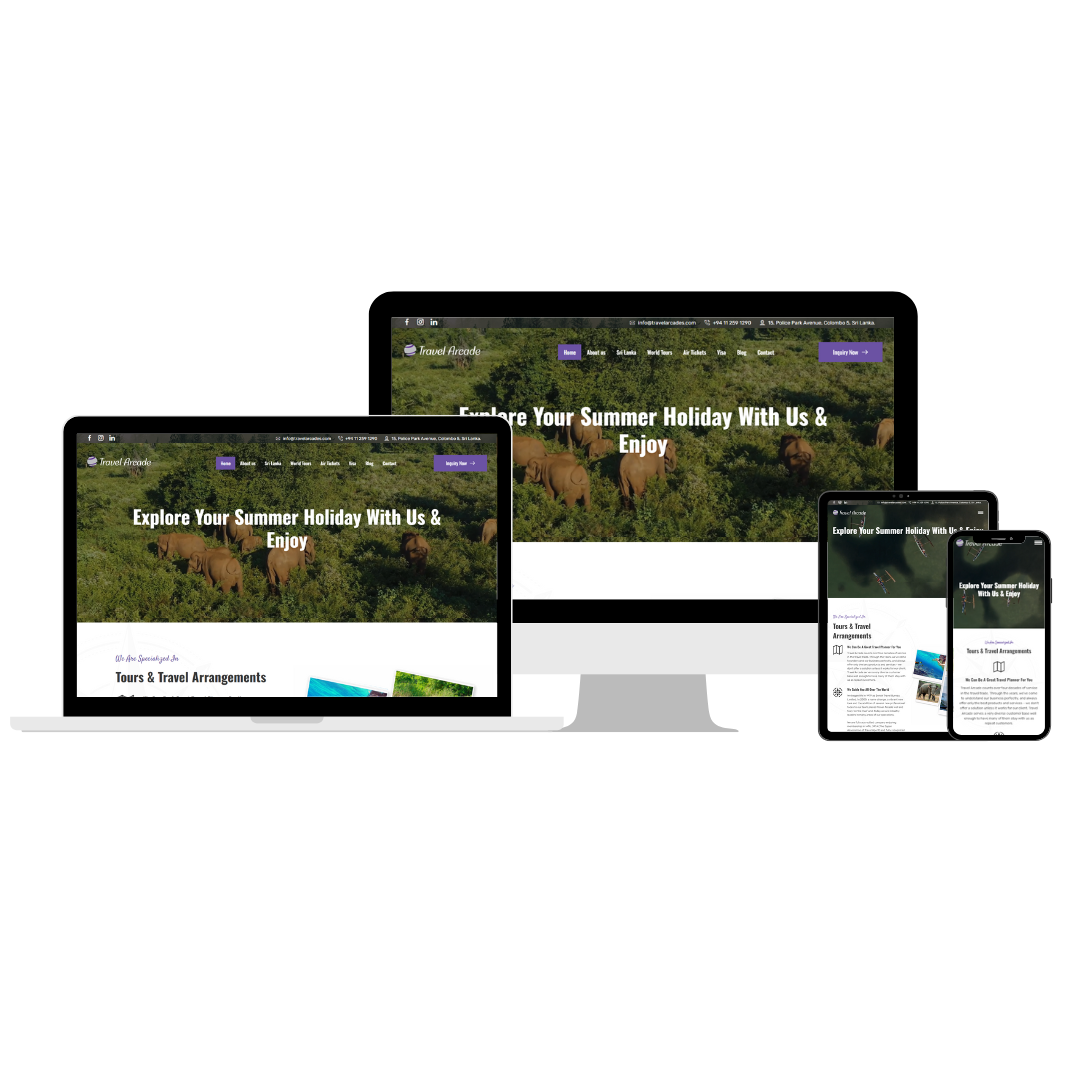 info@travelarcades.com
+94 11 259 1290
15, Police Park Avenue, Colombo 5, Sri Lanka.
Travel Arcade
Home
About us
Sri Lanka
World Tours
Air Tickets
Visa
Blog
Contact
Inquiry Now
Explore Your Summer Holiday With Us &
Enjoy
info@travelarcades.com
+94 11 259 1290
15, Police Park Avenue, Colombo 5, Sri Lanka.
Travel Arcade
Home
About us
Sri Lanka
World Tours
Air Tickets
Visa
Blog
Contact
Inquiry Now
Explore Your Summer Holiday With Us &
Enjoy
We Are Specialized In
Tours & Travel Arrangements
Travel Arcade
Explore Your Summer Holiday With Us & Enjoy
We Are Specialized In
Tours & Travel
Arrangements
We Can Be A Great Travel Planner For You
We Guide You All Over The World
Travel Arcade
Explore Your Summer Holiday
With Us & Enjoy
We Are Specialized In
Tours & Travel Arrangements
We Can Be A Great Travel Planner For You